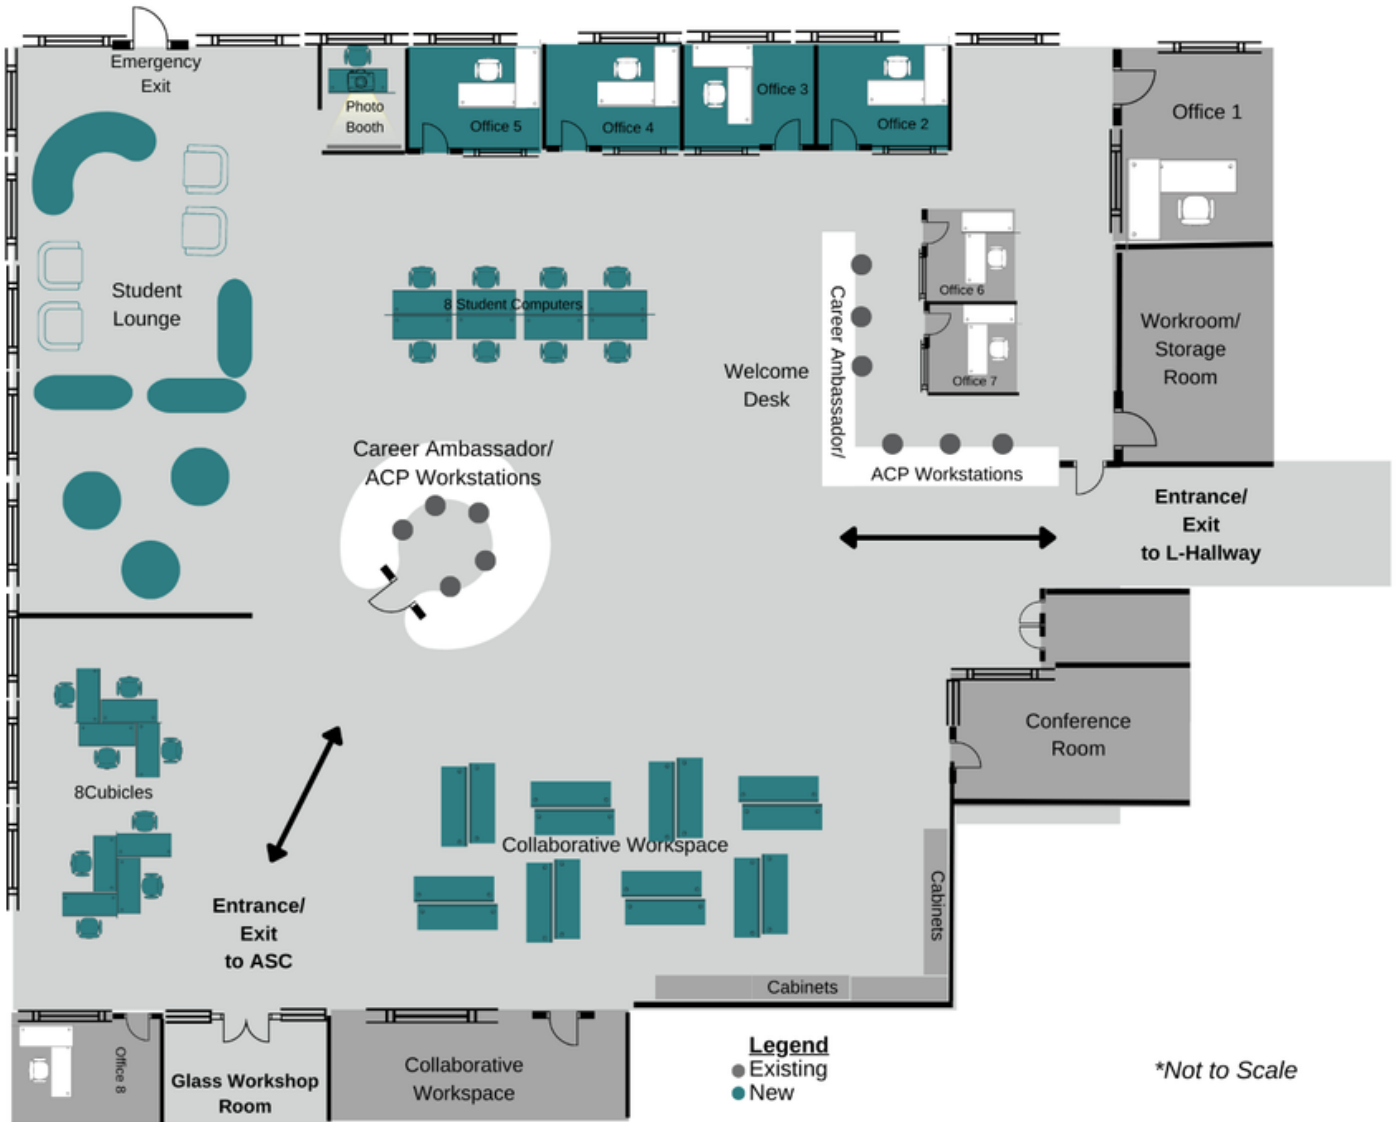 Emergency
Exit
Photo
Booth
Office 5
Office 4
Office 3
Office 2
Office 1
Student
Lounge
8 Student Computers
Office 6
Office 7
Career Ambassador/
ACP Workstations
Welcome
Desk
Workroom/
Storage
Room
Career Ambassador/
ACP Workstations
Entrance/
Exit
to L-Hallway
Conference
Room
8Cubicles
Collaborative Workspace
Cabinets
Cabinets
Entrance/
Exit
to ASC
Office 8
Glass Workshop
Room
Collaborative
Workspace
Legend
Existing
New
*Not to Scale